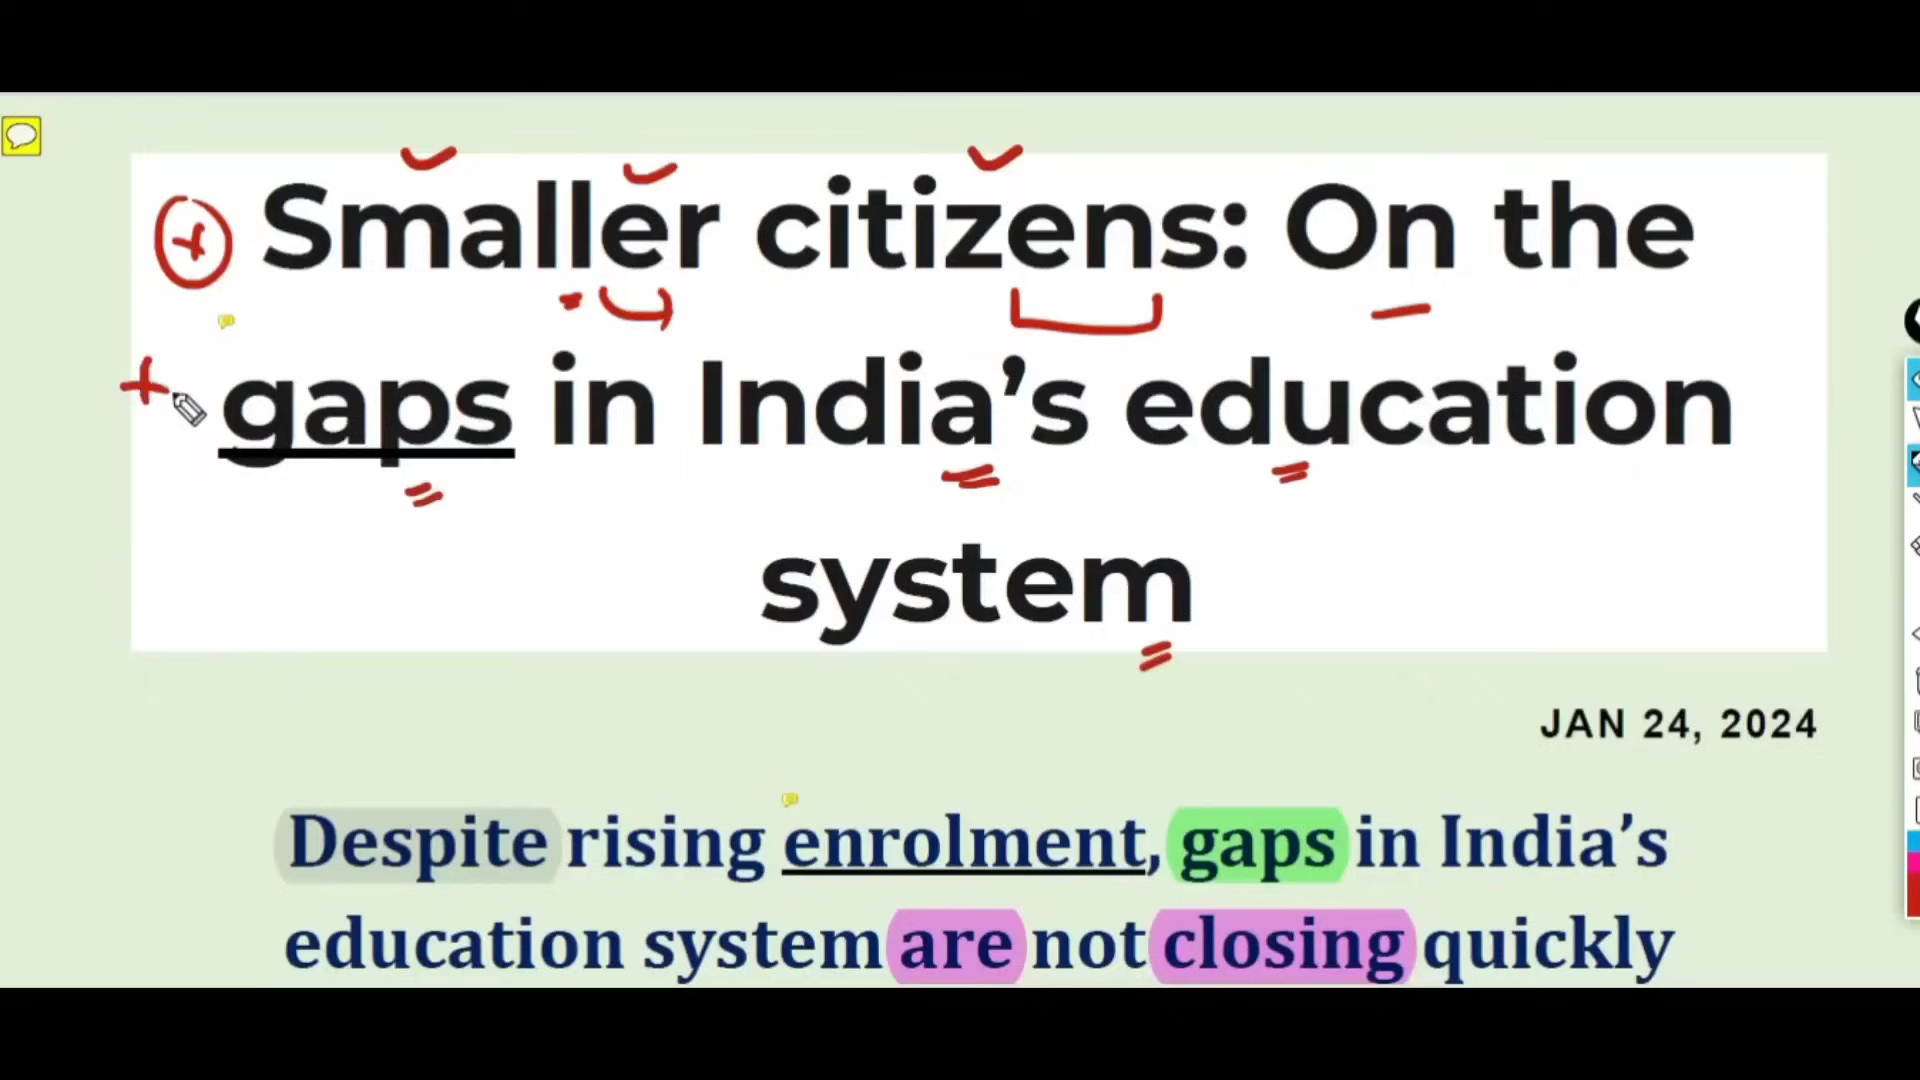 Smaller citizens: On the
gaps in India’s education
system
JAN 24, 2024
Despite rising enrolment, gaps in India’s
education system are not closing quickly